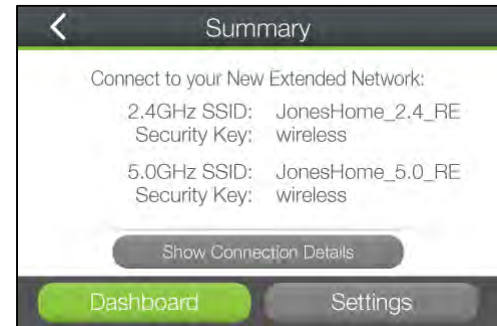 Summary
Connect to your New Extended Network:
2.4GHz SSID: JonesHome_2.4_RE
Security Key: wireless
5.0GHz SSID: JonesHome_5.0_RE
Security Key: wireless
Show Connection Details
Dashboard Settings